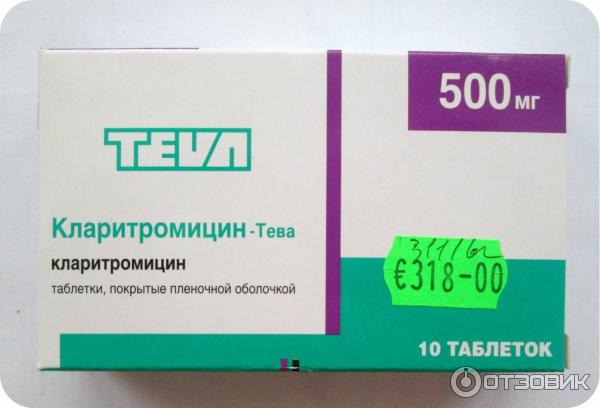 500 мг
TEVA
Кларитромицин-Тева
кларитромицин
таблетки, покрытые пленочной оболочкой
€318-00
10 ТАБЛЕТОК
ОТЗОВИК